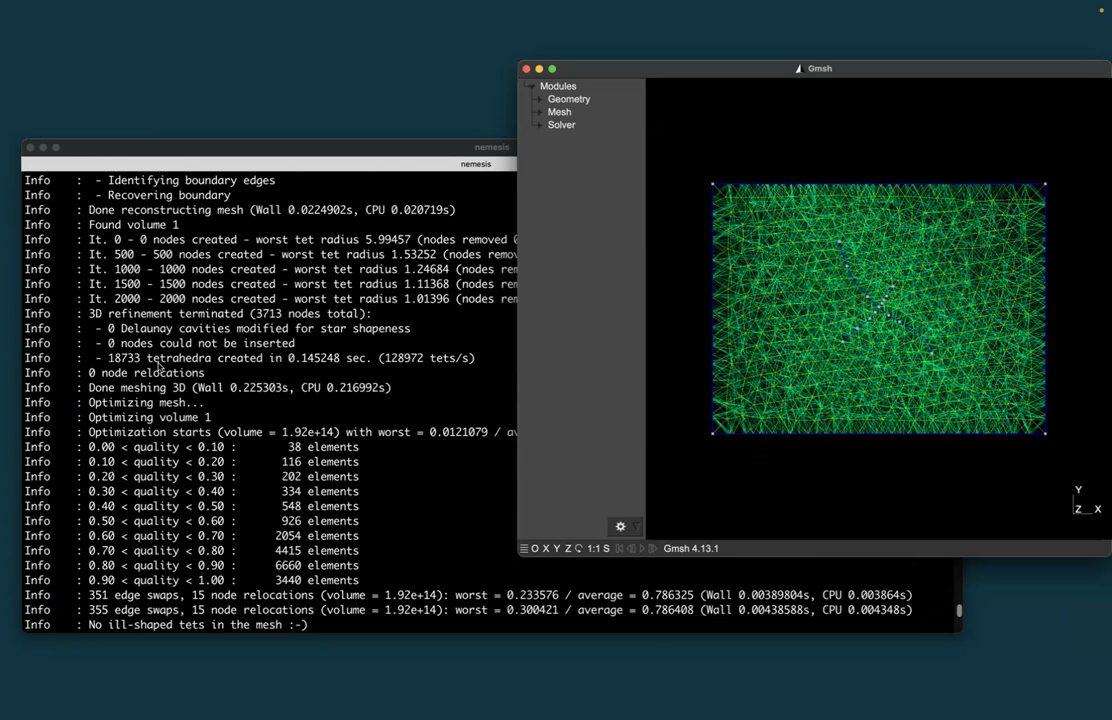 Gmsh
Modules
Geometry
Mesh
Solver
nemesis
nemesis
Info : - Identifying boundary edges
Info : - Recovering boundary
Info : Done reconstructing mesh (Wall 0.0224902s, CPU 0.020719s)
Info : Found volume 1
Info : It. 0 - 0 nodes created - worst tet radius 5.99457 (nodes removed
Info : It. 500 - 500 nodes created - worst tet radius 1.53252 (nodes
Info : It. 1000 - 1000 nodes created - worst tet radius 1.24684 (nodes
Info : It. 1500 - 1500 nodes created - worst tet radius 1.11368 (nodes
Info : It. 2000 - 2000 nodes created - worst tet radius 1.01396 (nodes
Info : 3D refinement terminated (3713 nodes total):
Info : - 0 Delaunay cavities modified for star shapeness
Info : - 0 nodes could not be inserted
Info : - 18733 tetrahedra created in 0.145248 sec. (128972 tets/s)
Info : 0 node relocations
Info : Done meshing 3D (Wall 0.225303s, CPU 0.216992s)
Info : Optimizing mesh...
Info : Optimizing volume 1
Info : Optimization starts (volume = 1.92e+14) with worst = 0.0121079 /
Info : 0.00 < quality < 0.10 : 38 elements
Info : 0.10 < quality < 0.20 : 116 elements
Info : 0.20 < quality < 0.30 : 202 elements
Info : 0.30 < quality < 0.40 : 334 elements
Info : 0.40 < quality < 0.50 : 548 elements
Info : 0.50 < quality < 0.60 : 926 elements
Info : 0.60 < quality < 0.70 : 2054 elements
Info : 0.70 < quality < 0.80 : 4415 elements
Info : 0.80 < quality < 0.90 : 6660 elements
Info : 0.90 < quality < 1.00 : 3440 elements
Info : 351 edge swaps, 15 node relocations (volume = 1.92e+14): worst = 0.233576 / average = 0.786325 (Wall 0.00389804s, CPU 0.003864s)
Info : 355 edge swaps, 15 node relocations (volume = 1.92e+14): worst = 0.300421 / average = 0.786408 (Wall 0.00438588s, CPU 0.004348s)
Info : No ill-shaped tets in the mesh :-)
Y
Z X
O X Y Z 1:1 S Gmsh 4.13.1